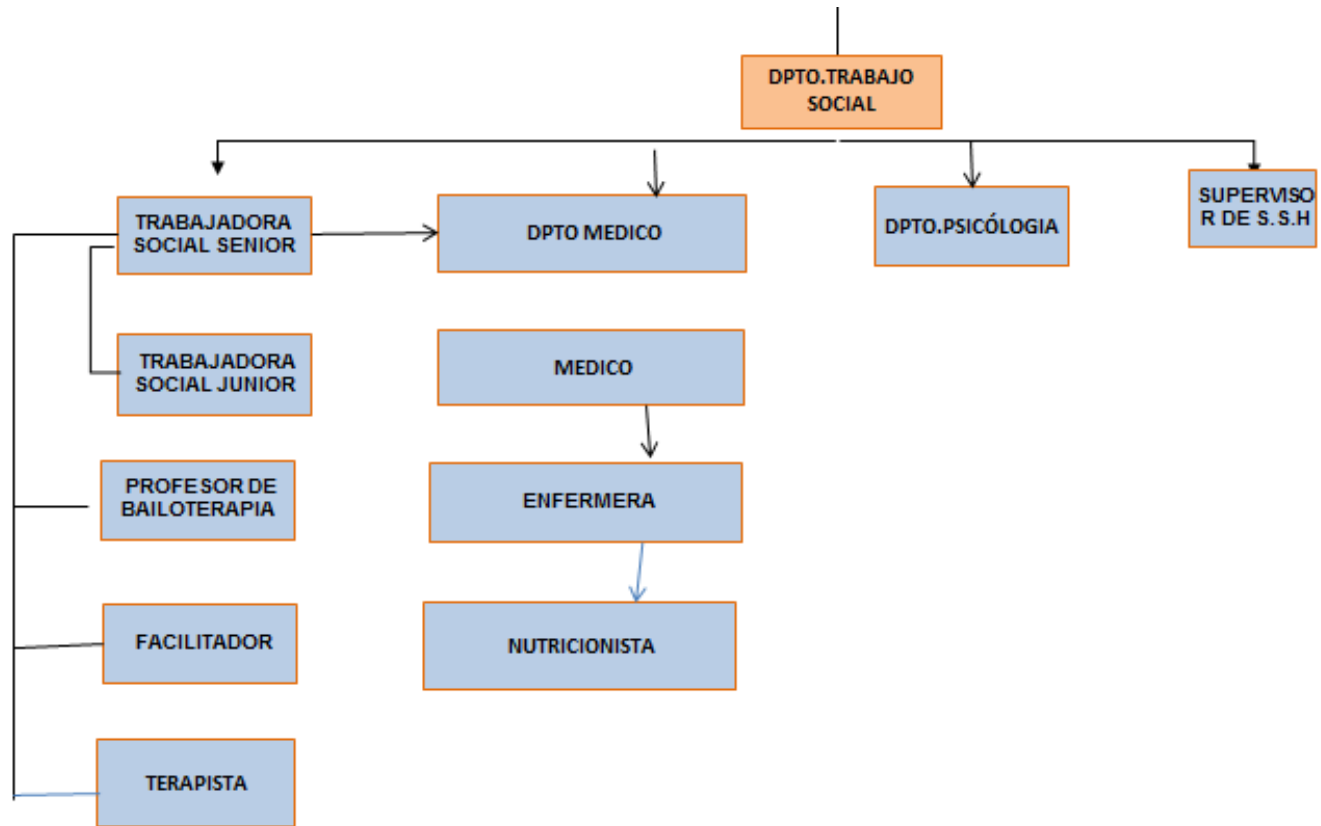 DPTO.TRABAJO
SOCIAL
TRABAJADORA
SOCIAL SENIOR
DPTO MEDICO
DPTO.PSICÓLOGIA
SUPERVISO
R DE S.S.H
TRABAJADORA
SOCIAL JUNIOR
MEDICO
PROFESOR DE
BAILOTERAPIA
ENFERMERA
FACILITADOR
NUTRICIONISTA
TERAPISTA